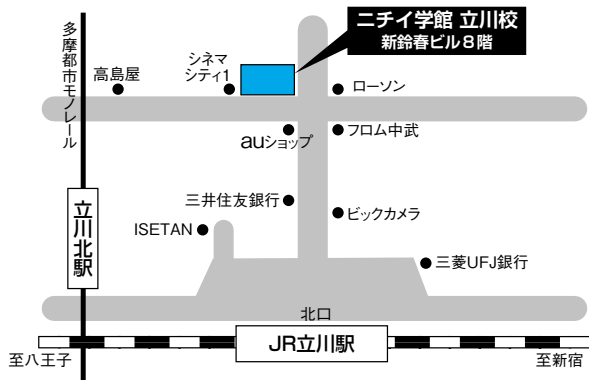 ニチイ学館 立川校
新鈴春ビル8階
多摩都市モノレール
高島屋
シネマ
シティ1
ローソン
auショップ
フロム中武
三井住友銀行
ビックカメラ
ISETAN
立川北駅
三菱UFJ銀行
北口
JR立川駅
至八王子
至新宿